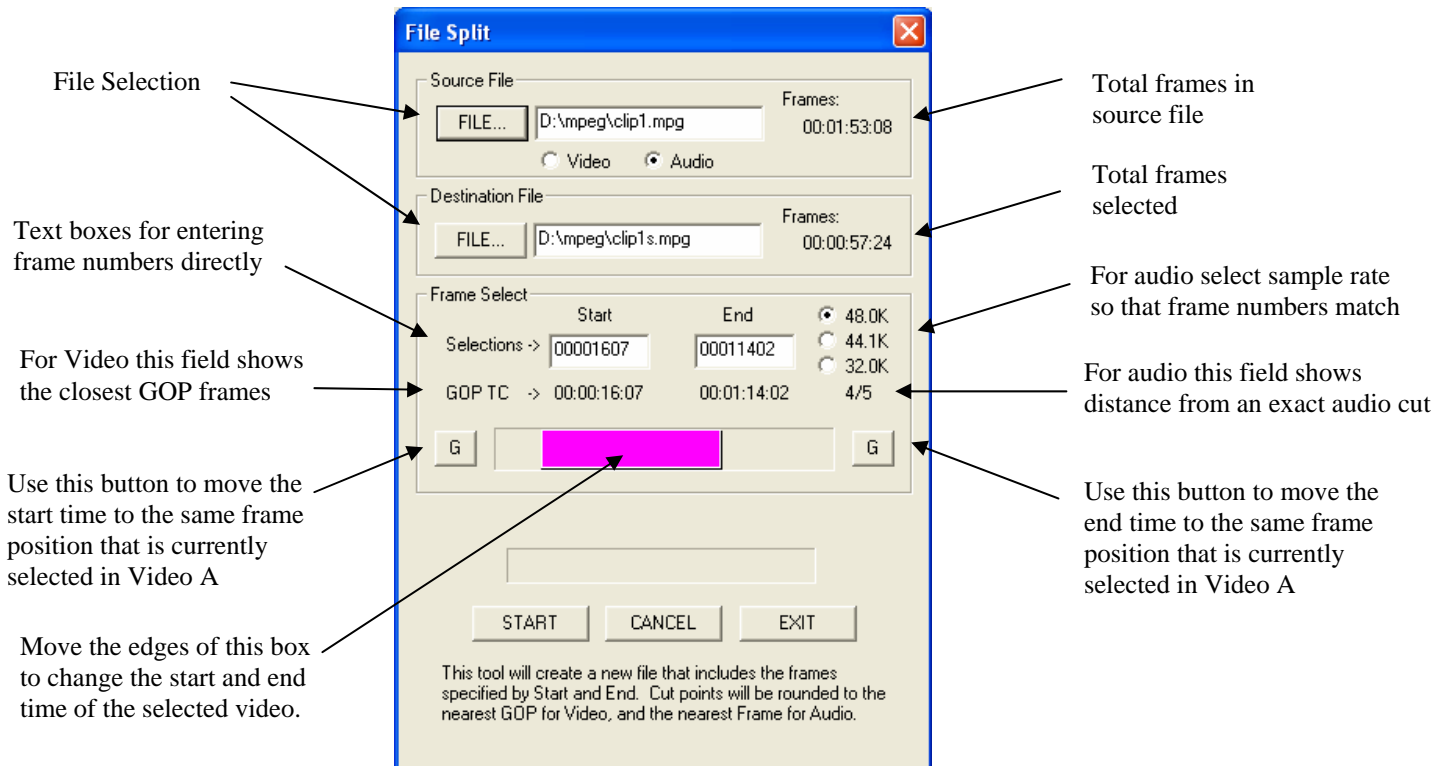 File Split
File Selection
Source File
FILE...
D:\mpeg\clip1.mpg
Frames:
00:01:53:08
Video
Audio
Total frames in
source file
Destination File
FILE...
D:\mpeg\clip1s.mpg
Frames:
00:00:57:24
Total frames
selected
Text boxes for entering
frame numbers directly
Frame Select
Start
End
48.0K
44.1K
32.0K
Selections ->
00001607
00011402
For audio select sample rate
so that frame numbers match
For Video this field shows
the closest GOP frames
GOP TC -> 00:00:16:07 00:01:14:02 4/5
For audio this field shows
distance from an exact audio cut
G
G
Use this button to move the
start time to the same frame
position that is currently
selected in Video A
Use this button to move the
end time to the same frame
position that is currently
selected in Video A
START
CANCEL
EXIT
Move the edges of this box
to change the start and end
time of the selected video.
This tool will create a new file that includes the frames
specified by Start and End. Cut points will be rounded to the
nearest GOP for Video, and the nearest Frame for Audio.